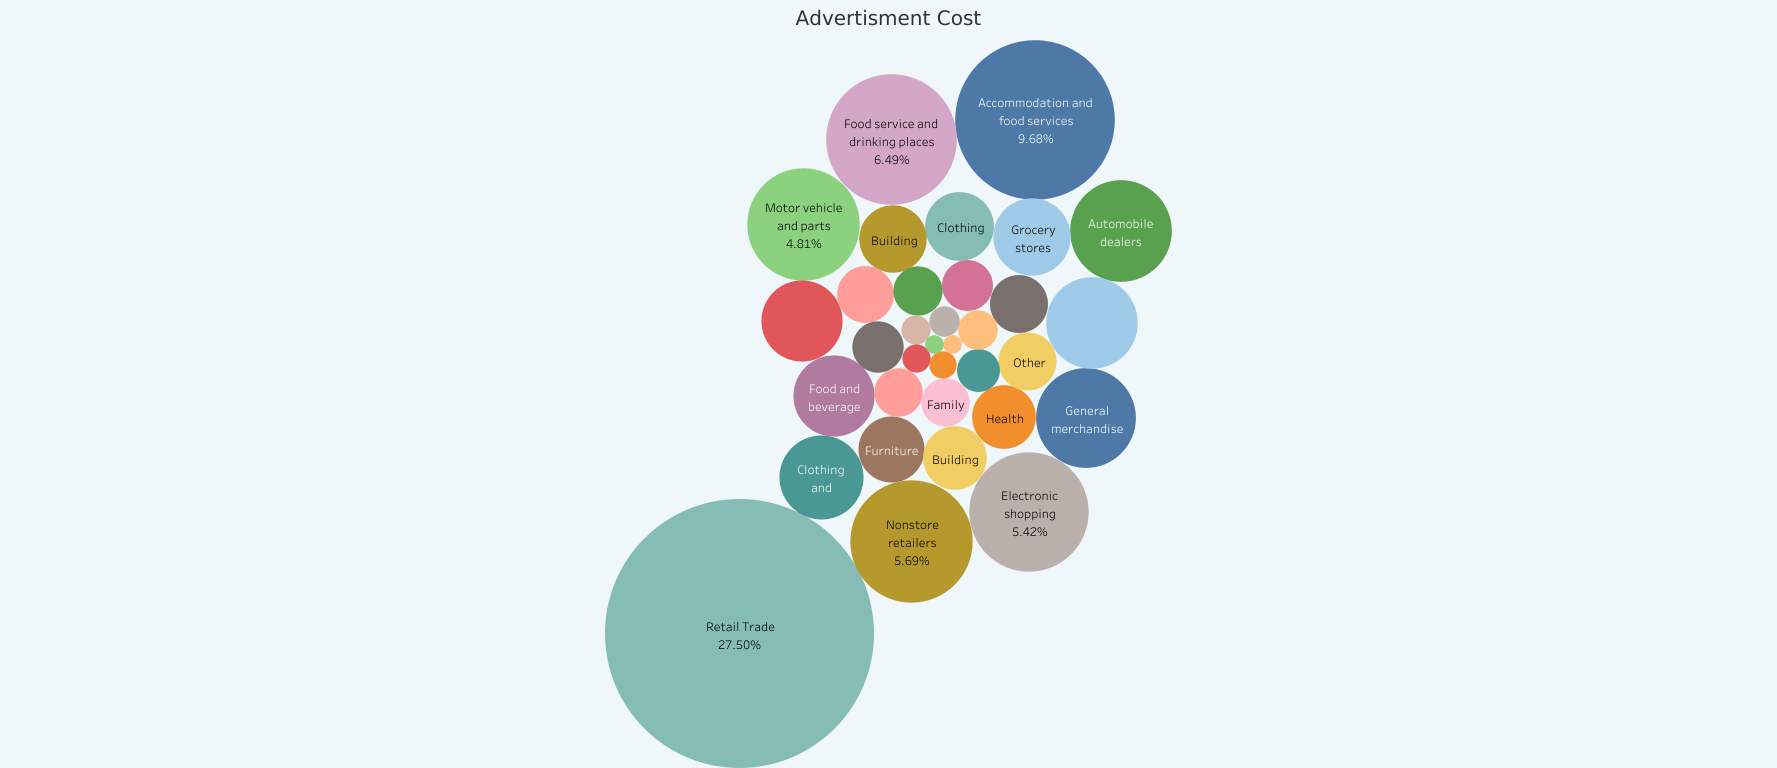 Advertisment Cost
Accommodation and
food services
9.68%
Food service and
drinking places
6.49%
Motor vehicle
and parts
4.81%
Building
Clothing
Grocery
stores
Automobile
dealers
Other
Food and
beverage
Family
Health
General
merchandise
Furniture
Building
Clothing
and
Electronic
shopping
5.42%
Nonstore
retailers
5.69%
Retail Trade
27.50%